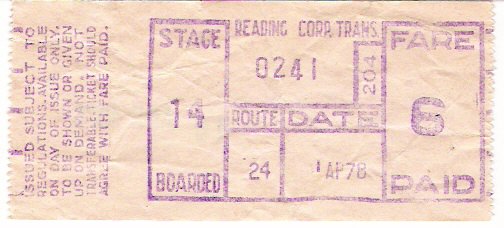 ISSUED SUBJECT TO
REGULATIONS. AVAILABLE
ON DAY OF ISSUE ONLY.
TO BE SHOWN OR GIVEN
UP ON DEMAND. NOT
TRANSFERABLE. TICKET SHOULD
AGREE WITH FARE PAID.
READING CORP. TRANS.
STAGE
14
BOARDED
0241
204
ROUTE
24
DATE
1 AP 78
FARE
6
PAID